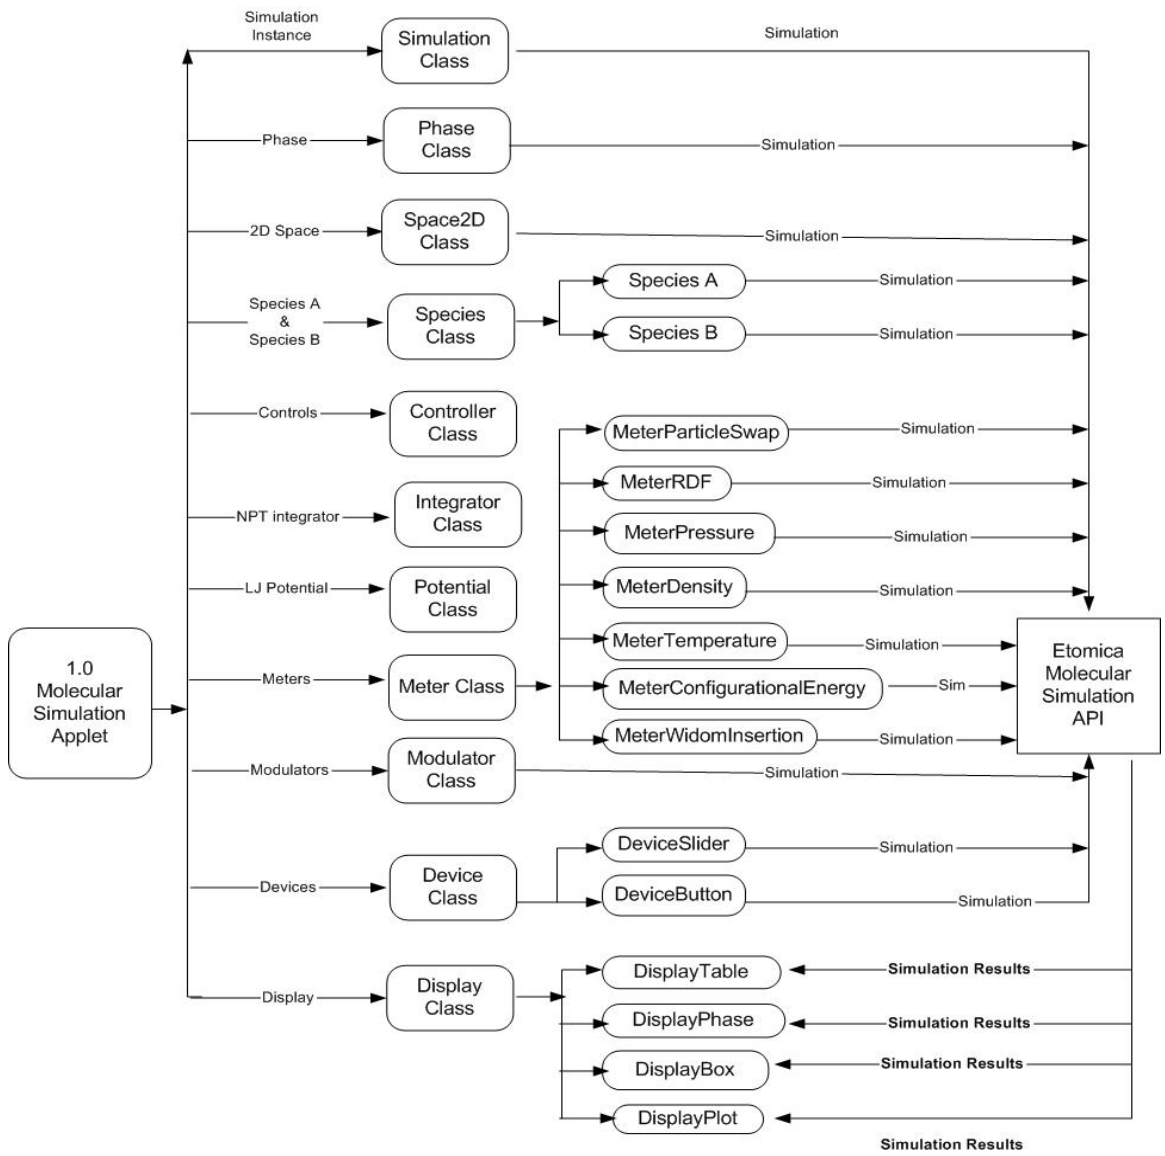 Simulation
Instance
Simulation
Class
Simulation
Phase
Phase
Class
Simulation
2D Space
Space2D
Class
Simulation
Species A
&
Species B
Species
Class
Species A
Simulation
Species B
Simulation
Controls
Controller
Class
MeterParticleSwap
Simulation
MeterRDF
Simulation
NPT integrator
Integrator
Class
MeterPressure
Simulation
LJ Potential
Potential
Class
MeterDensity
Simulation
MeterTemperature
Simulation
1.0
Molecular
Simulation
Applet
Meters
Meter Class
MeterConfigurationalEnergy
Sim
Etomica
Molecular
Simulation
API
MeterWidomInsertion
Simulation
Modulators
Modulator
Class
Simulation
Devices
Device
Class
DeviceSlider
Simulation
DeviceButton
Simulation
Display
Display
Class
DisplayTable
Simulation Results
DisplayPhase
Simulation Results
DisplayBox
Simulation Results
DisplayPlot
Simulation Results